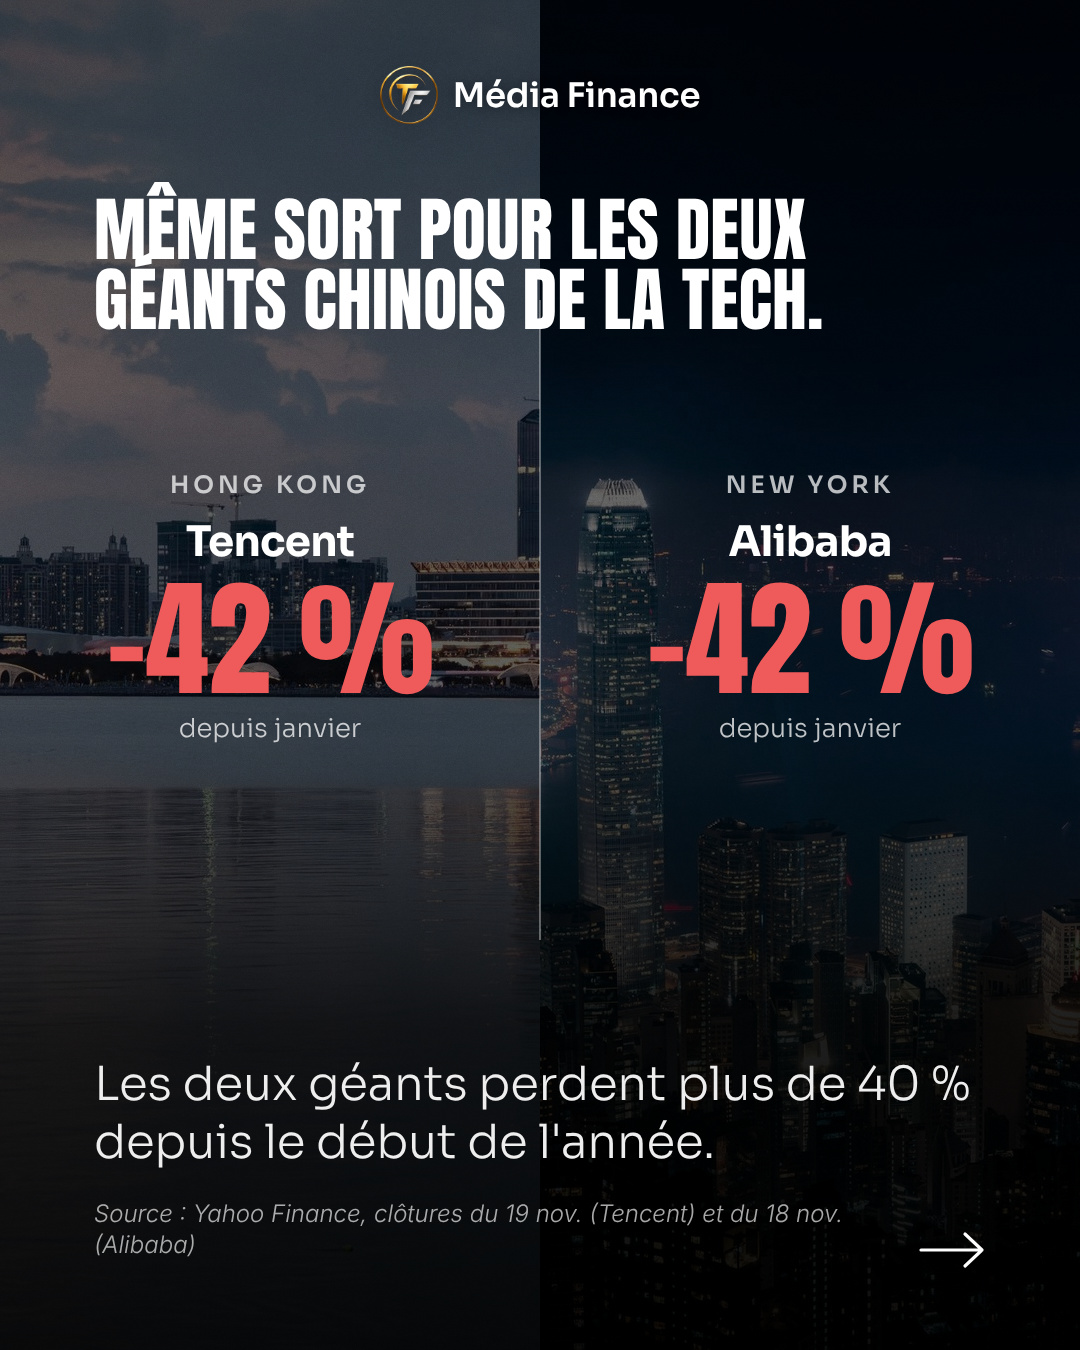 TF Média Finance
MÊME SORT POUR LES DEUX
GÉANTS CHINOIS DE LA TECH.
HONG KONG
Tencent
-42 %
depuis janvier
NEW YORK
Alibaba
-42 %
depuis janvier
Les deux géants perdent plus de 40 %
depuis le début de l'année.
Source : Yahoo Finance, clôtures du 19 nov. (Tencent) et du 18 nov.
(Alibaba)